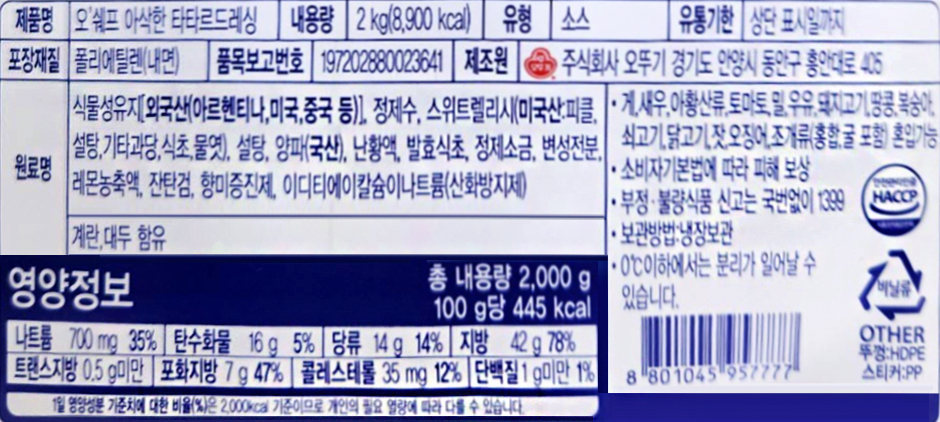 제품명 오'쉐프 아삭한 타타르드레싱 내용량 2 kg(8,900 kcal) 유형 소스 유통기한 상단 표시일까지
포장재질 폴리에틸렌(내면) 품목보고번호 197202880023641 제조원 주식회사 오뚜기 경기도 안양시 동안구 흥안대로 405
원료명
식물성유지[외국산(아르헨티나,미국,중국 등)], 정제수, 스위트렐리시(미국산:피클,
설탕,기타과당,식초,물엿), 설탕, 양파(국산), 난황액, 발효식초, 정제소금, 변성전분,
레몬농축액, 잔탄검, 향미증진제, 이디티에이칼슘이나트륨(산화방지제)
계란,대두 함유
• 게,새우,아황산류,토마토,밀,우유,돼지고기,땅콩,복숭아,
쇠고기,닭고기,잣,오징어,조개류(홍합,굴 포함) 혼입가능
• 소비자기본법에 따라 피해 보상
• 부정·불량식품 신고는 국번없이 1399
• 보관방법:냉장보관
• 0℃이하에서는 분리가 일어날 수
있습니다.
HACCP
비닐류
OTHER
뚜껑:HDPE
스티커:PP
8 801045 957777
영양정보
총 내용량 2,000 g
100 g당 445 kcal
나트륨 700 mg 35% 탄수화물 16 g 5% 당류 14 g 14% 지방 42 g 78%
트랜스지방 0.5 g미만 포화지방 7 g 47% 콜레스테롤 35 mg 12% 단백질 1 g미만 1%
1일 영양성분 기준치에 대한 비율(%)은 2,000kcal 기준이므로 개인의 필요 열량에 따라 다를 수 있습니다.